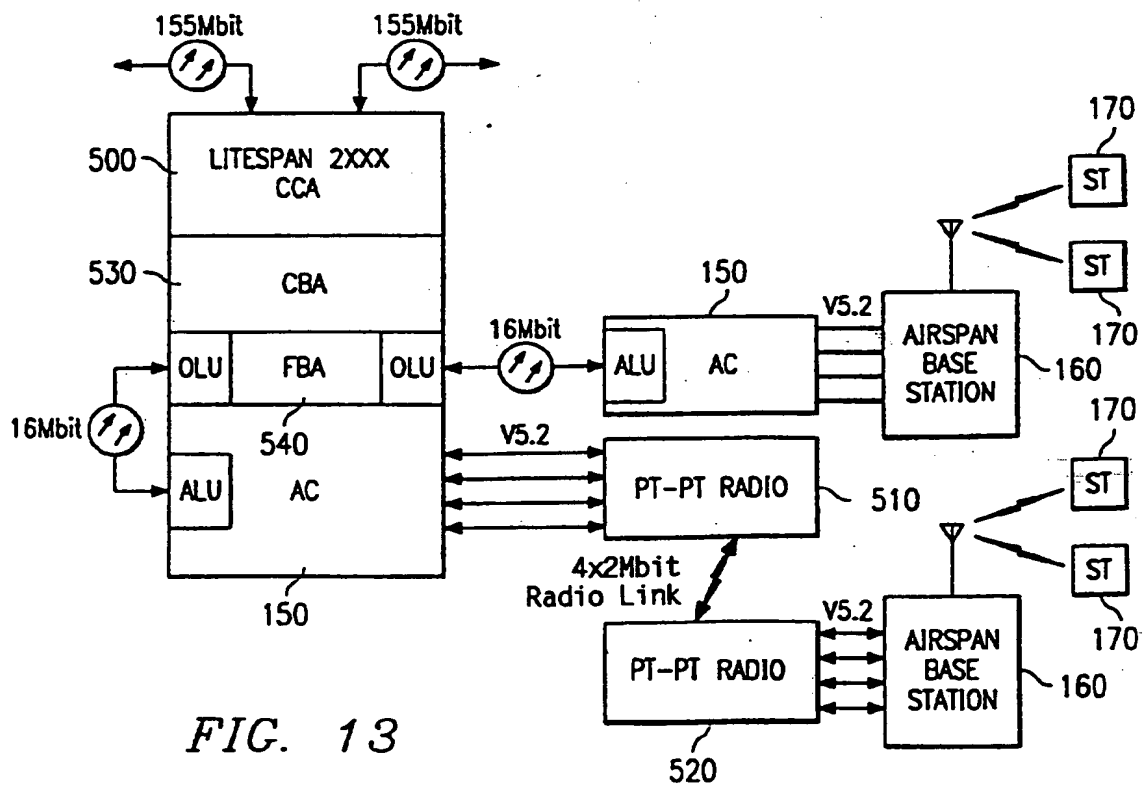 155Mbit
155Mbit
500
LITESPAN 2XXX
CCA
530
CBA
OLU
FBA
OLU
16Mbit
540
ALU
AC
150
16Mbit
150
ALU
AC
V5.2
AIRSPAN
BASE
STATION
160
170
ST
ST
170
V5.2
PT-PT RADIO
510
4x2Mbit
Radio Link
PT-PT RADIO
520
V5.2
AIRSPAN
BASE
STATION
160
170
ST
ST
170
FIG. 13